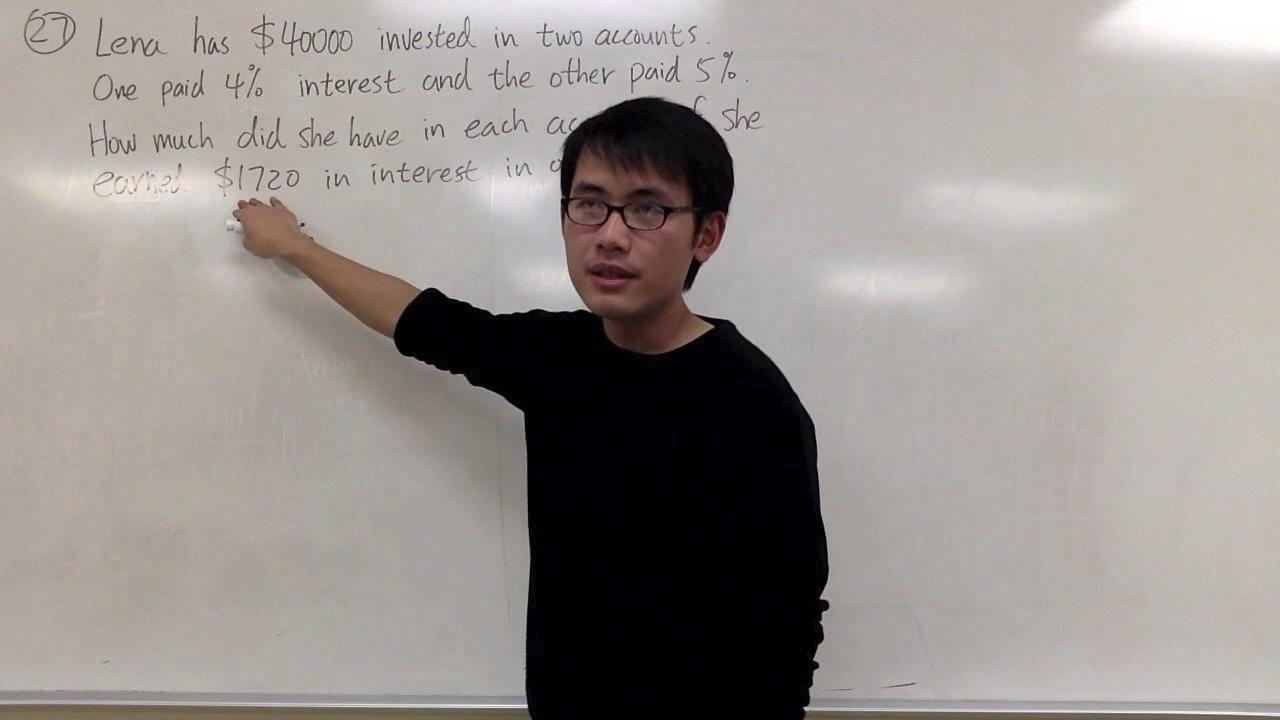 27 Lena has $40000 invested in two accounts.
One paid 4% interest and the other paid 5%.
How much did she have in each she
earned $1720 in interest in